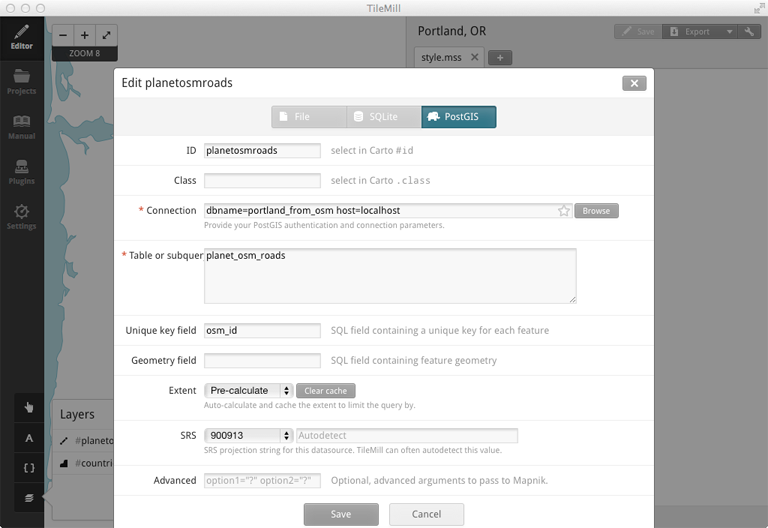 TileMill
Editor
Projects
Manual
Plugins
Settings
ZOOM 8
Portland, OR
Save
Export
style.mss
Edit planetosmroads
File
SQLite
PostGIS
ID planetosmroads select in Carto #id
Class select in Carto .class
* Connection dbname=portland_from_osm host=localhost Browse
Provide your PostGIS authentication and connection parameters.
* Table or subquer planet_osm_roads
Unique key field osm_id SQL field containing a unique key for each feature
Geometry field SQL field containing feature geometry
Extent Pre-calculate Clear cache
Auto-calculate and cache the extent to limit the query by.
SRS 900913 Autodetect
SRS projection string for this datasource. TileMill can often autodetect this value.
Advanced option1="?" option2="?" Optional, advanced arguments to pass to Mapnik.
Save Cancel
Layers
#planeto
#countri
A
{ }